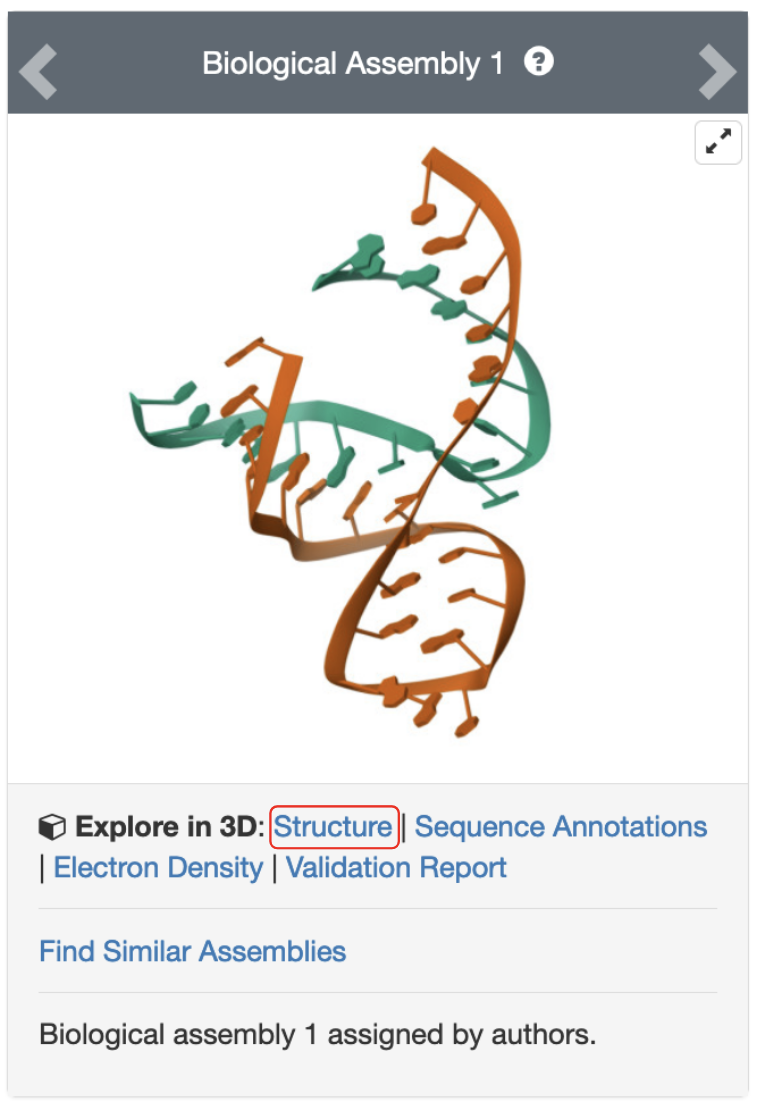 Biological Assembly 1 ?
Explore in 3D: Structure | Sequence Annotations
| Electron Density | Validation Report
Find Similar Assemblies
Biological assembly 1 assigned by authors.